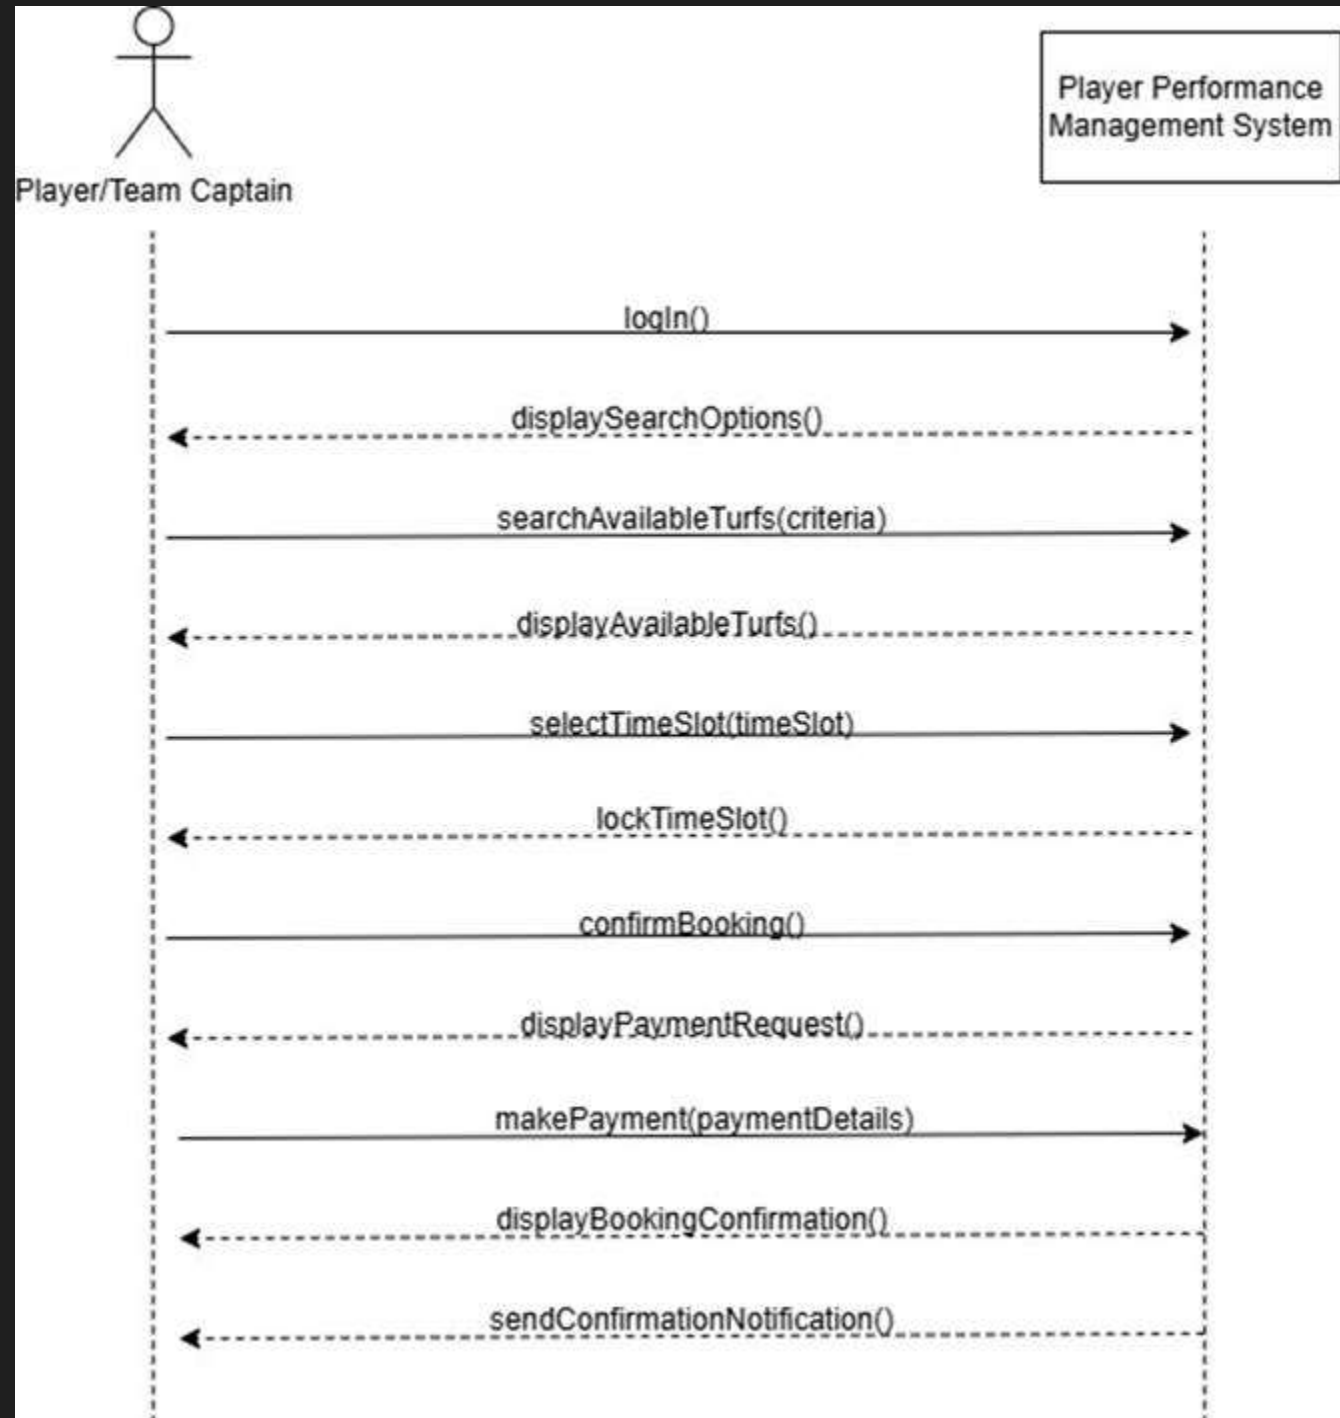 Player Performance
Management System
Player/Team Captain
logIn()
displaySearchOptions()
searchAvailableTurfs(criteria)
displayAvailableTurfs()
selectTimeSlot(timeSlot)
lockTimeSlot()
confirmBooking()
displayPaymentRequest()
makePayment(paymentDetails)
displayBookingConfirmation()
sendConfirmationNotification()